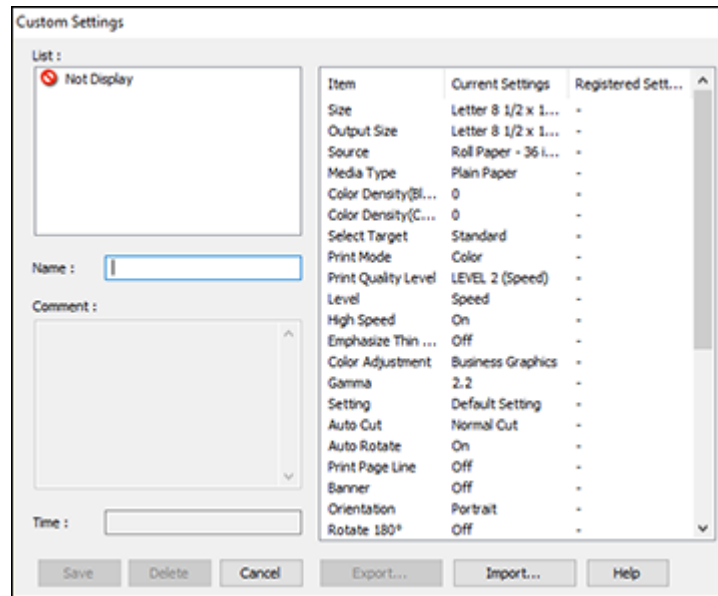 Custom Settings
List :
Not Display
Name :
Comment :
Time :
Item Current Settings Registered Sett...
Size Letter 8 1/2 x 1... -
Output Size Letter 8 1/2 x 1... -
Source Roll Paper - 36 i... -
Media Type Plain Paper -
Color Density(Bl... 0 -
Color Density(C... 0 -
Select Target Standard -
Print Mode Color -
Print Quality Level LEVEL 2 (Speed) -
Level Speed -
High Speed On -
Emphasize Thin ... Off -
Color Adjustment Business Graphics -
Gamma 2.2 -
Setting Default Setting -
Auto Cut Normal Cut -
Auto Rotate On -
Print Page Line Off -
Banner Off -
Orientation Portrait -
Rotate 180° Off -
Save Delete Cancel Export... Import... Help